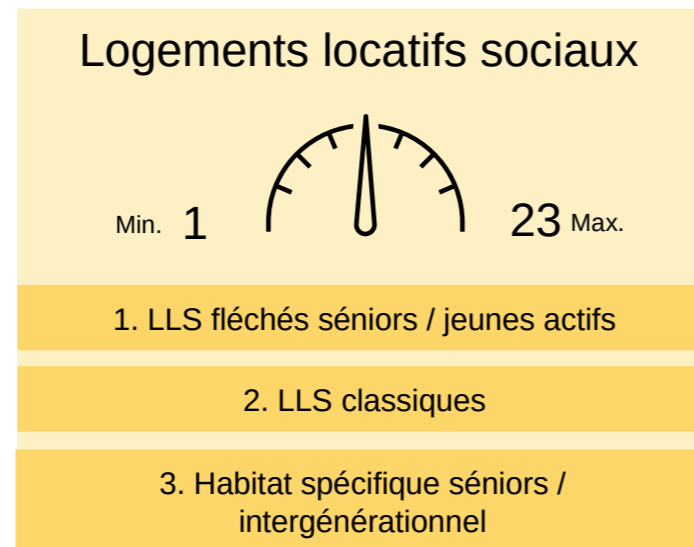 Logements locatifs sociaux
Min. 1
23 Max.
1. LLS fléchés séniors / jeunes actifs
2. LLS classiques
3. Habitat spécifique séniors /
intergénérationnel